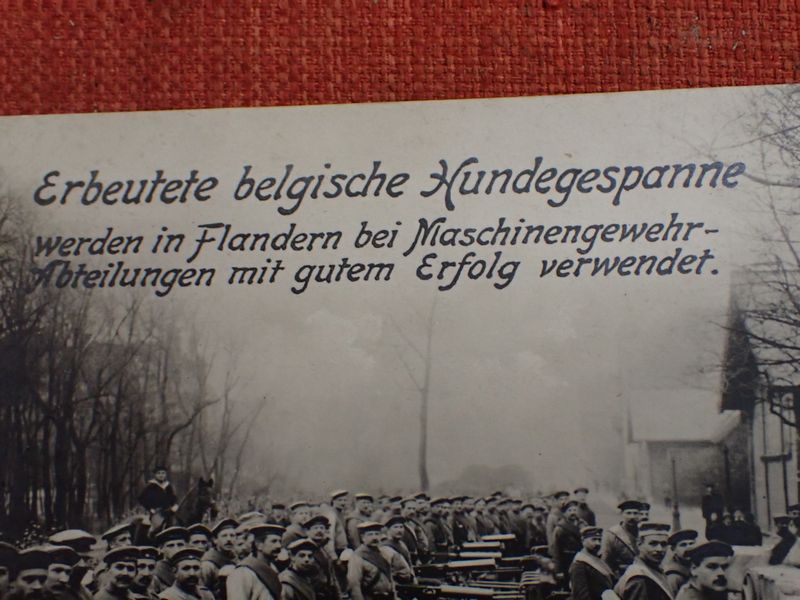 Erbeutete belgische Hundegespanne
werden in Flandern bei Maschinengewehr-
Abteilungen mit gutem Erfolg verwendet.